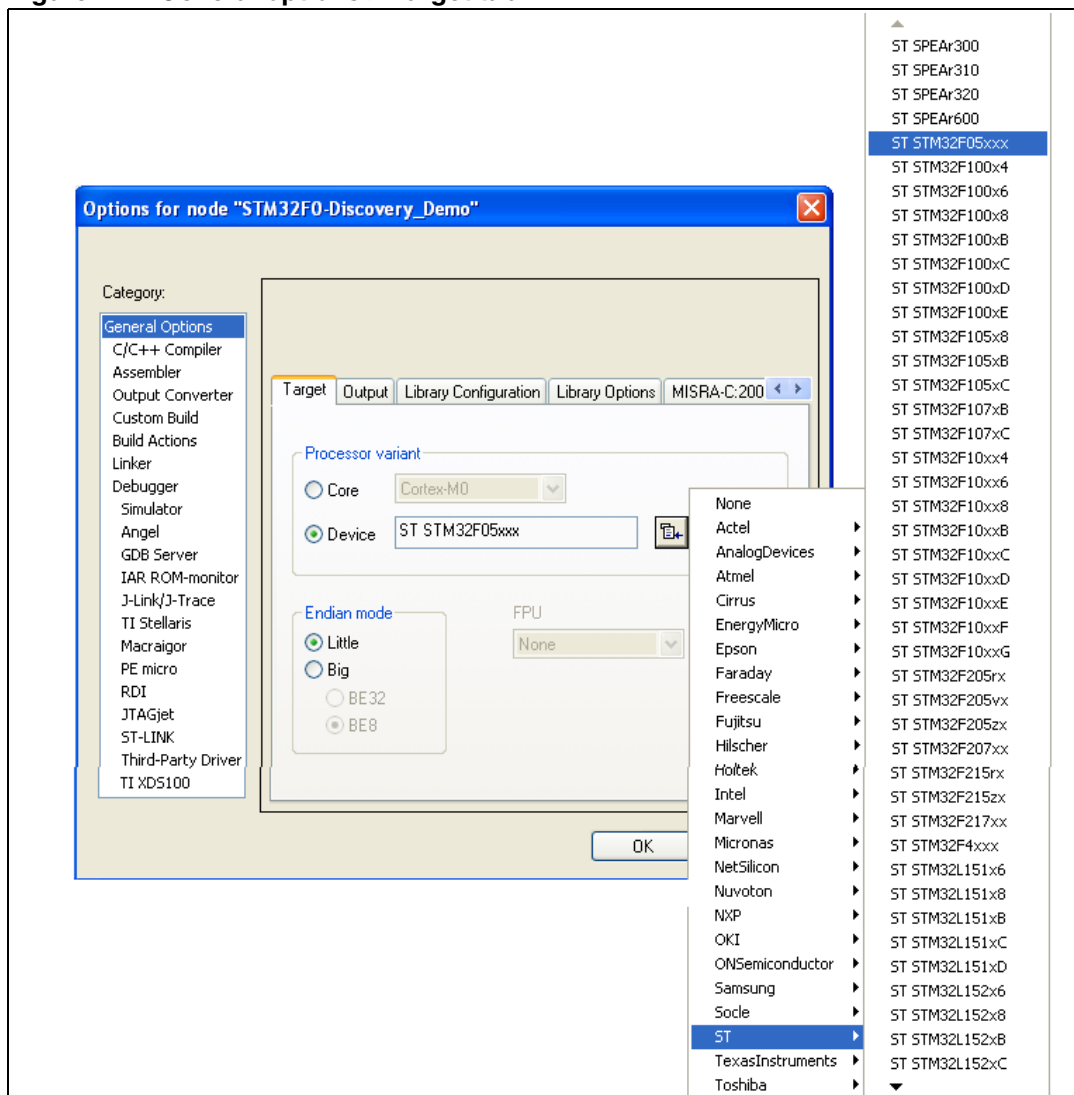 Options for node "STM32F0-Discovery_Demo"
Category:
General Options
C/C++ Compiler
Assembler
Output Converter
Custom Build
Build Actions
Linker
Debugger
Simulator
Angel
GDB Server
IAR ROM-monitor
J-Link/J-Trace
TI Stellaris
Macraigor
PE micro
RDI
JTAGjet
ST-LINK
Third-Party Driver
TI XDS100
Target Output Library Configuration Library Options MISRA-C:200
Processor variant
Core Cortex-M0
Device ST STM32F05xxx
Endian mode
Little
Big
BE32
BE8
FPU
None
OK
None
Actel
AnalogDevices
Atmel
Cirrus
EnergyMicro
Epson
Faraday
Freescale
Fujitsu
Hilscher
Holtek
Intel
Marvell
Micronas
NetSilicon
Nuvoton
NXP
OKI
ONSemiconductor
Samsung
Socle
ST
TexasInstruments
Toshiba
ST SPEAr300
ST SPEAr310
ST SPEAr320
ST SPEAr600
ST STM32F05xxx
ST STM32F100x4
ST STM32F100x6
ST STM32F100x8
ST STM32F100xB
ST STM32F100xC
ST STM32F100xD
ST STM32F100xE
ST STM32F105x8
ST STM32F105xB
ST STM32F105xC
ST STM32F107xB
ST STM32F107xC
ST STM32F10xx4
ST STM32F10xx6
ST STM32F10xx8
ST STM32F10xxB
ST STM32F10xxC
ST STM32F10xxD
ST STM32F10xxE
ST STM32F10xxF
ST STM32F10xxG
ST STM32F205rx
ST STM32F205vx
ST STM32F205zx
ST STM32F207xx
ST STM32F215rx
ST STM32F215zx
ST STM32F217xx
ST STM32F4xxx
ST STM32L151x6
ST STM32L151x8
ST STM32L151xB
ST STM32L151xC
ST STM32L151xD
ST STM32L152x6
ST STM32L152x8
ST STM32L152xB
ST STM32L152xC